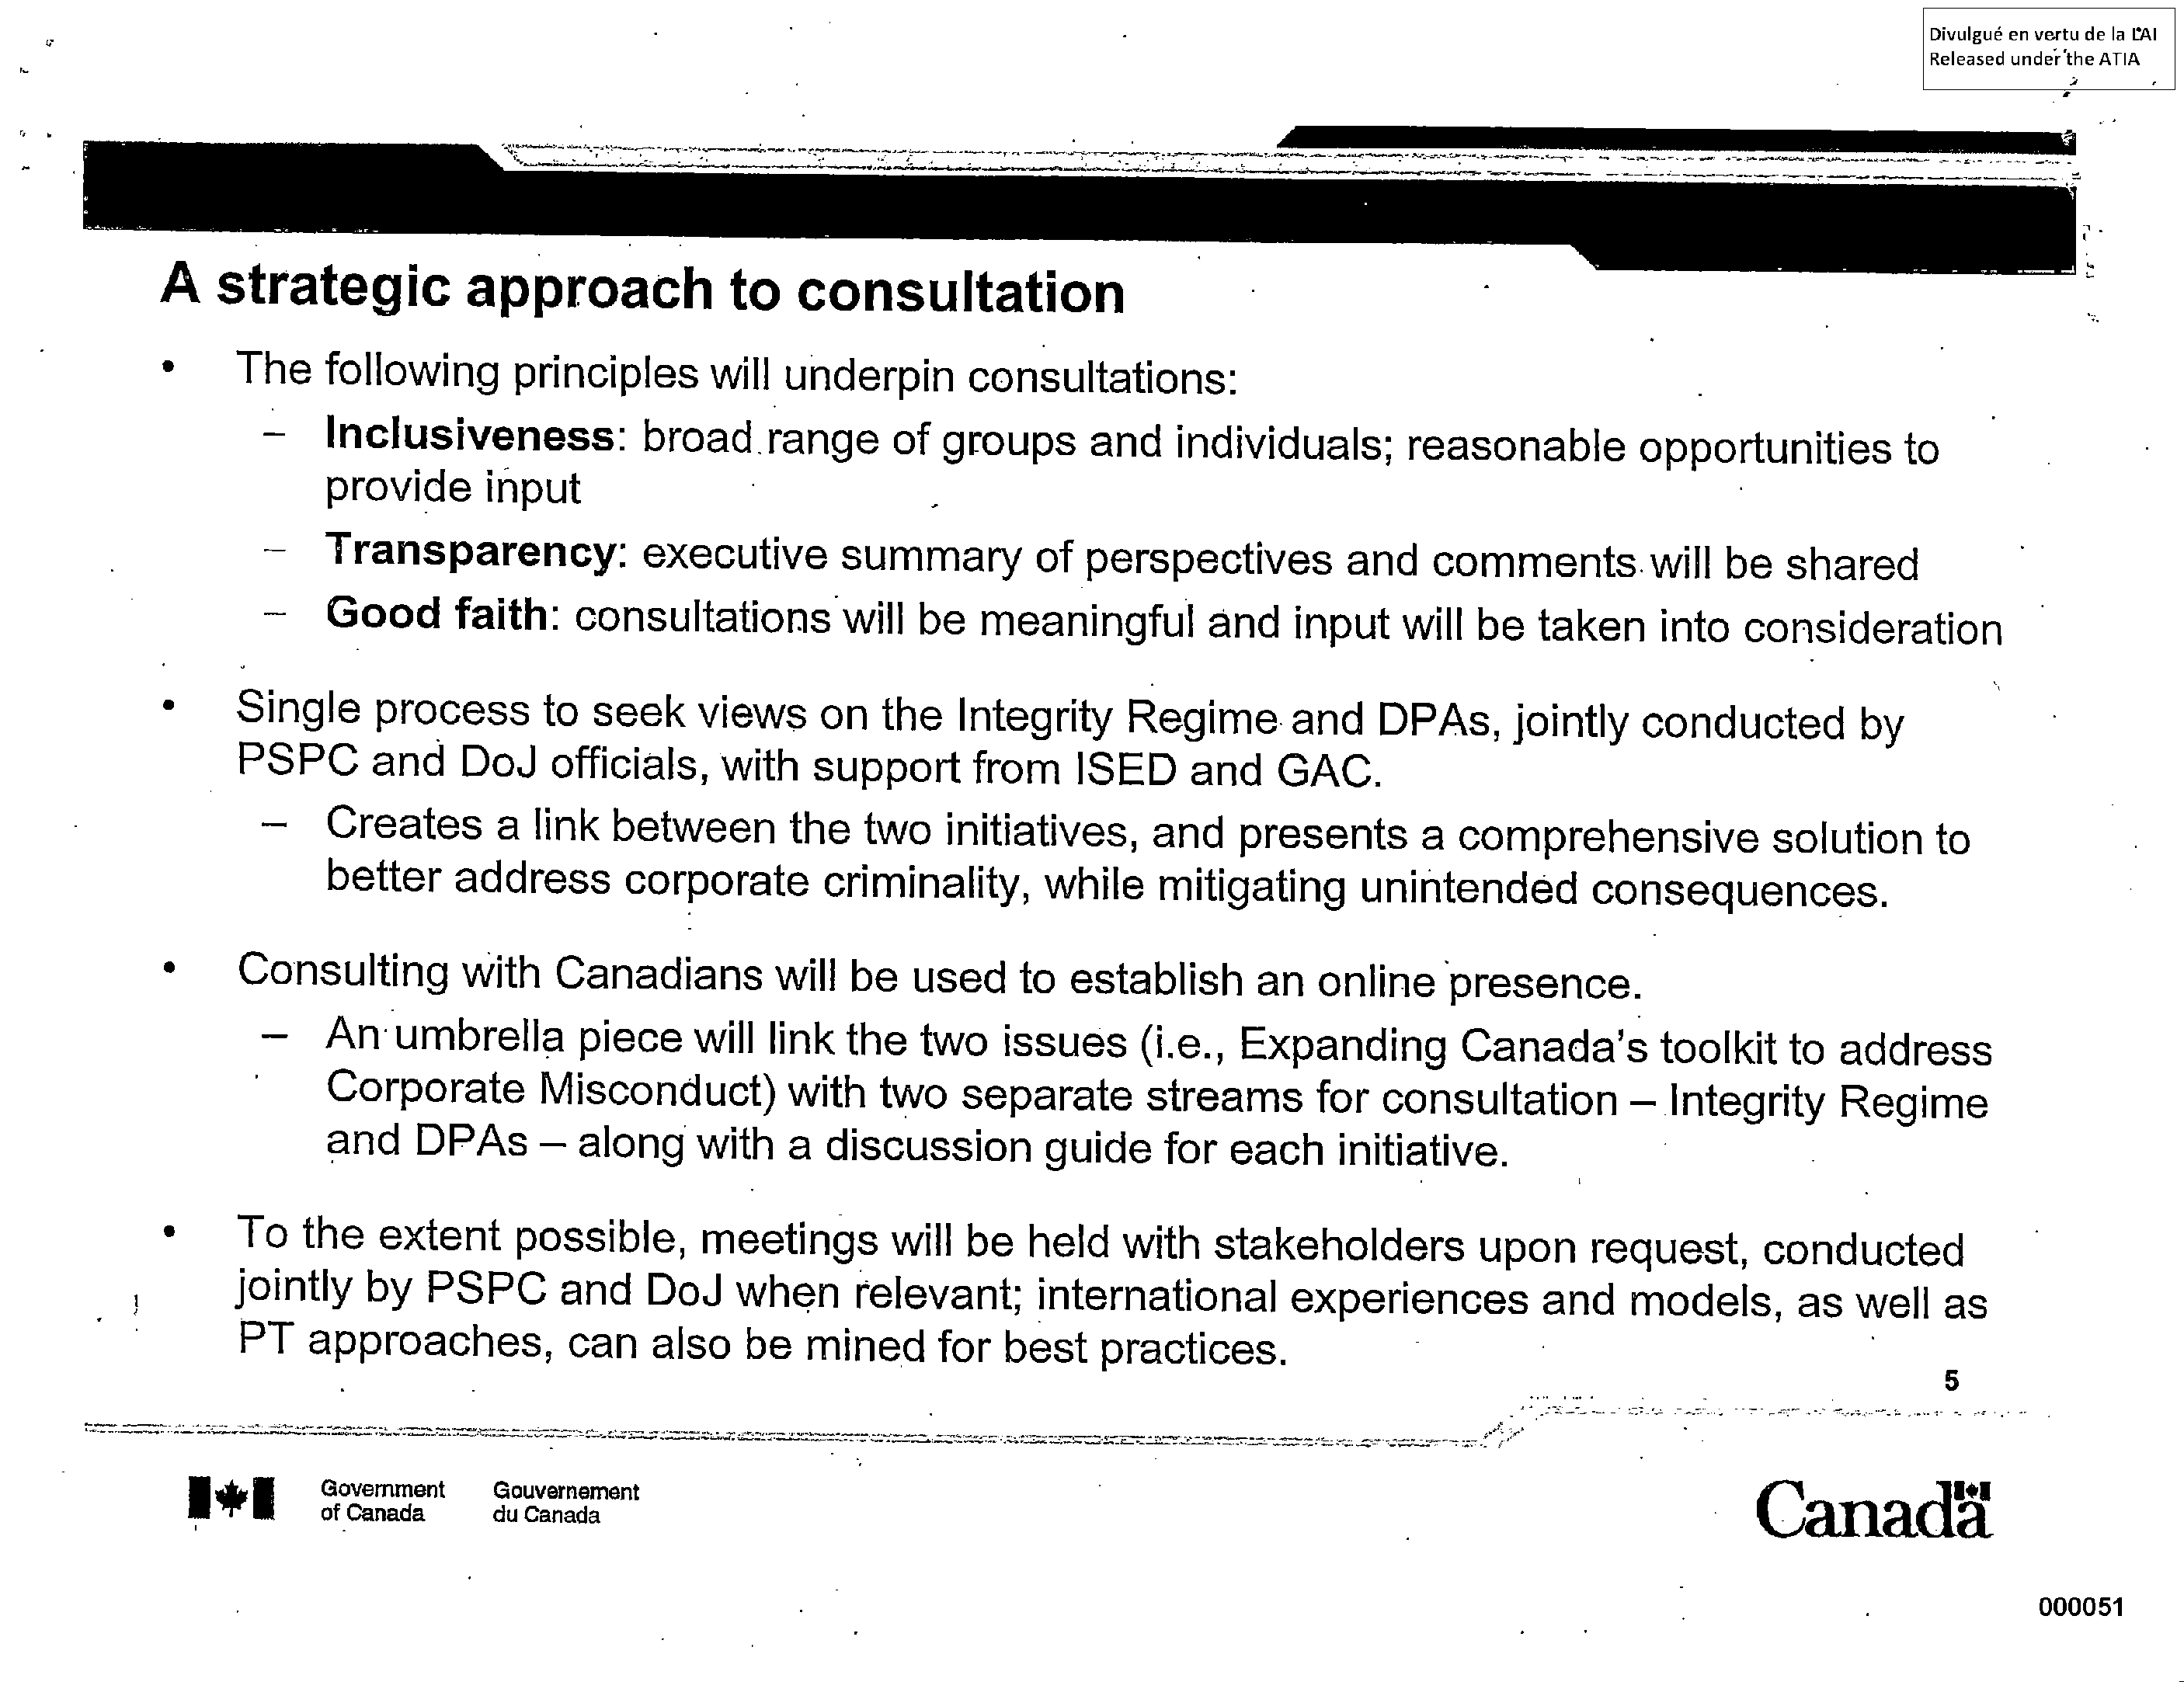 Divulgué en vertu de la LAI
Released under the ATIA
A strategic approach to consultation
• The following principles will underpin consultations:
– Inclusiveness: broad range of groups and individuals; reasonable opportunities to
provide input
– Transparency: executive summary of perspectives and comments will be shared
– Good faith: consultations will be meaningful and input will be taken into consideration
• Single process to seek views on the Integrity Regime and DPAs, jointly conducted by
PSPC and DoJ officials, with support from ISED and GAC.
– Creates a link between the two initiatives, and presents a comprehensive solution to
better address corporate criminality, while mitigating unintended consequences.
• Consulting with Canadians will be used to establish an online presence.
– An umbrella piece will link the two issues (i.e., Expanding Canada's toolkit to address
Corporate Misconduct) with two separate streams for consultation – Integrity Regime
and DPAs – along with a discussion guide for each initiative.
• To the extent possible, meetings will be held with stakeholders upon request, conducted
jointly by PSPC and DoJ when relevant; international experiences and models, as well as
PT approaches, can also be mined for best practices.
5
Government Gouvernement
of Canada du Canada
Canada
000051